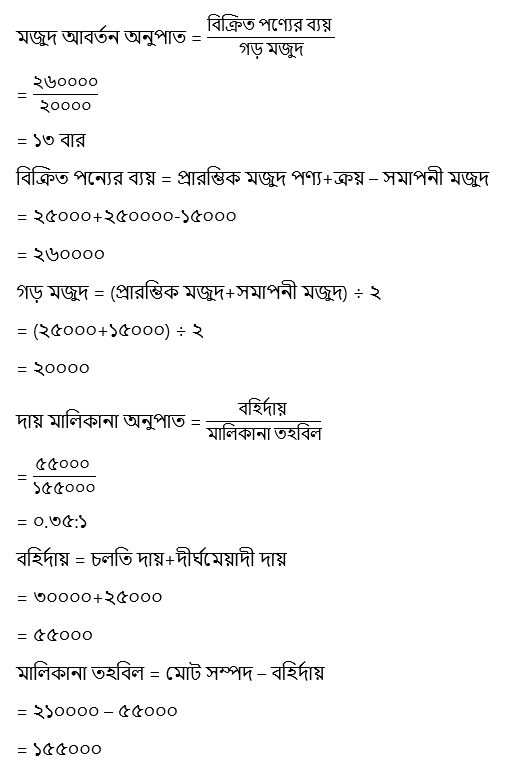 মজুদ আবর্তন অনুপাত = বিক্রিত পণ্যের ব্যয় / গড় মজুদ
= ২৬০০০০ / ২০০০০
= ১৩ বার
বিক্রিত পন্যের ব্যয় = প্রারম্ভিক মজুদ পণ্য+ক্রয় – সমাপনী মজুদ
= ২৫০০০+২৫০০০০-১৫০০০
= ২৬০০০০
গড় মজুদ = (প্রারম্ভিক মজুদ+সমাপনী মজুদ) ÷ ২
= (২৫০০০+১৫০০০) ÷ ২
= ২০০০০
দায় মালিকানা অনুপাত = বহির্দায় / মালিকানা তহবিল
= ৫৫০০০ / ১৫৫০০০
= ০.৩৫:১
বহির্দায় = চলতি দায়+দীর্ঘমেয়াদী দায়
= ৩০০০০+২৫০০০
= ৫৫০০০
মালিকানা তহবিল = মোট সম্পদ – বহির্দায়
= ২১০০০০ – ৫৫০০০
= ১৫৫০০০